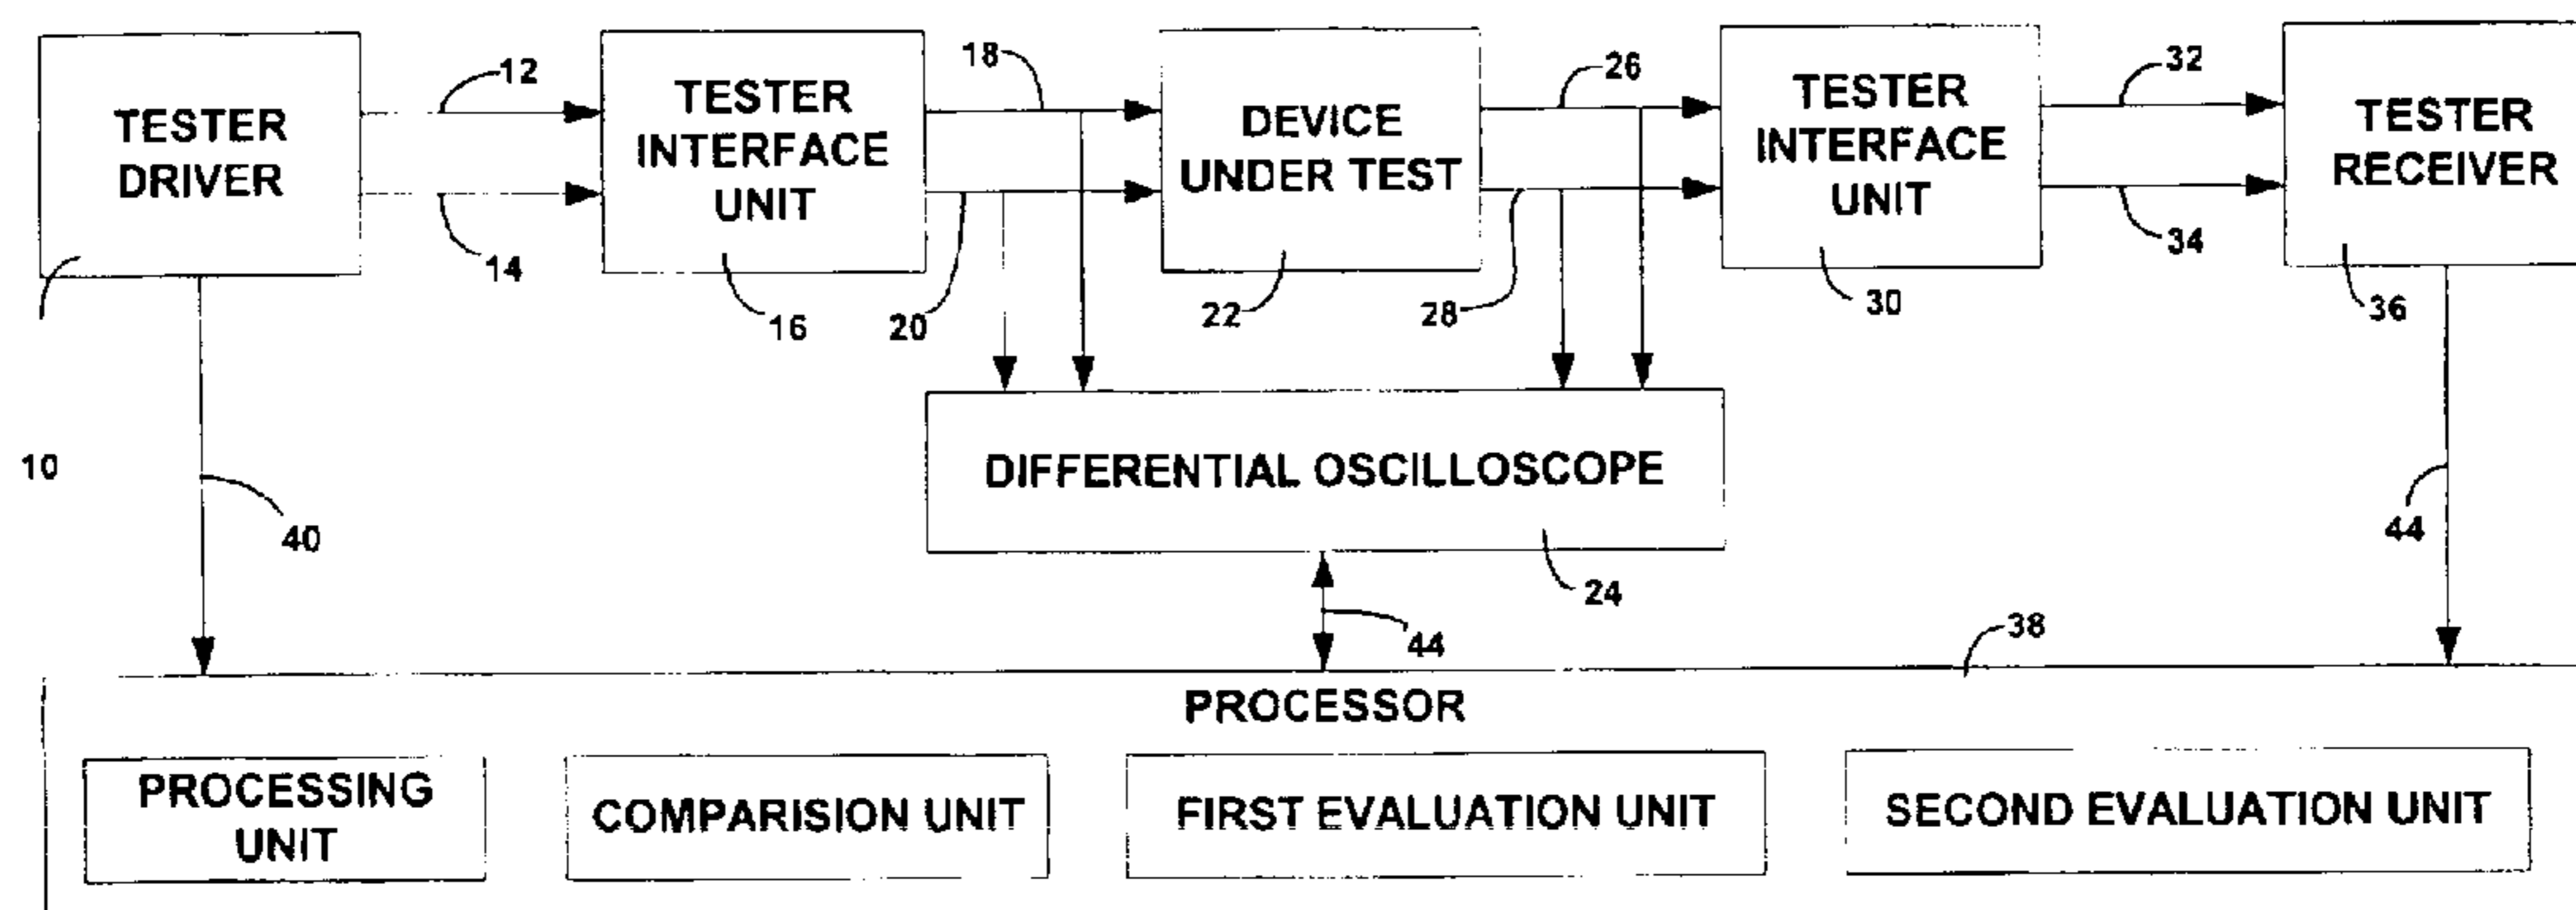 TESTER
DRIVER
12
14
TESTER
INTERFACE
UNIT
16
18
20
DEVICE
UNDER TEST
22
26
28
TESTER
INTERFACE
UNIT
30
32
34
TESTER
RECEIVER
36
10
40
DIFFERENTIAL OSCILLOSCOPE
24
44
44
38
PROCESSOR
PROCESSING
UNIT
COMPARISION UNIT
FIRST EVALUATION UNIT
SECOND EVALUATION UNIT